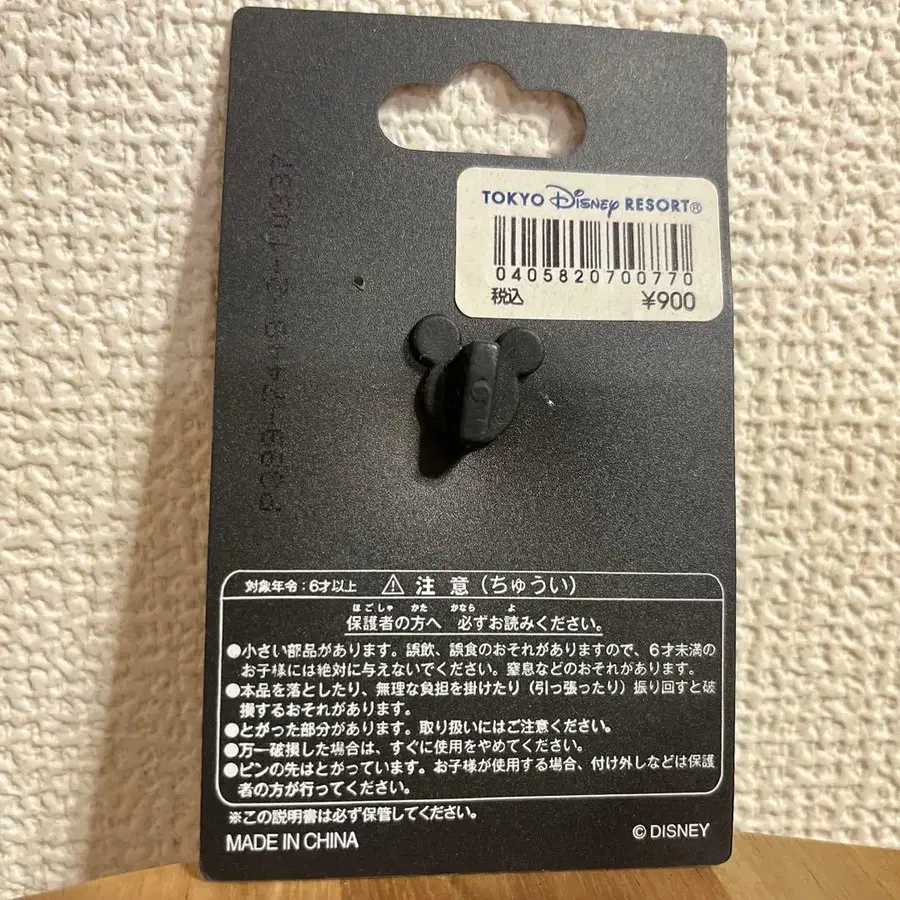 TOKYO Disney RESORT®
0405820700770
税込 ¥900
対象年令：6才以上 ⚠ 注 意（ちゅうい）
ほごしゃ かた かなら よ
保護者の方へ 必ずお読みください。
●小さい部品があります。誤飲、誤食のおそれがありますので、6才未満の
お子様には絶対に与えないでください。窒息などのおそれがあります。
●本品を落としたり、無理な負担を掛けたり（引っ張ったり）振り回すと破
損するおそれがあります。
●とがった部分があります。取り扱いにはご注意ください。
●万一破損した場合は、すぐに使用をやめてください。
●ピンの先はとがっています。お子様が使用する場合、付け外しなどは保護
者の方が行ってください。
※この説明書は必ず保管してください。
MADE IN CHINA
© DISNEY